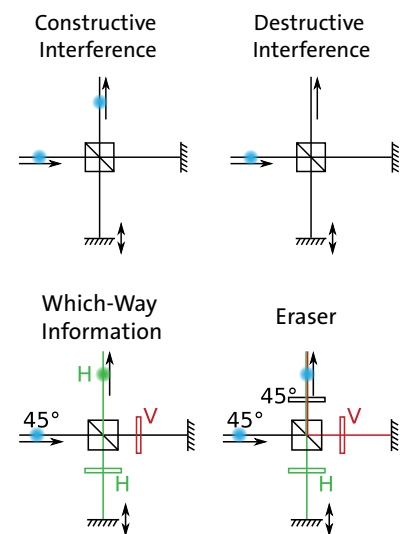 Constructive
Interference
Destructive
Interference
Which-Way
Information
H
45°
V
H
Eraser
45°
45°
V
H